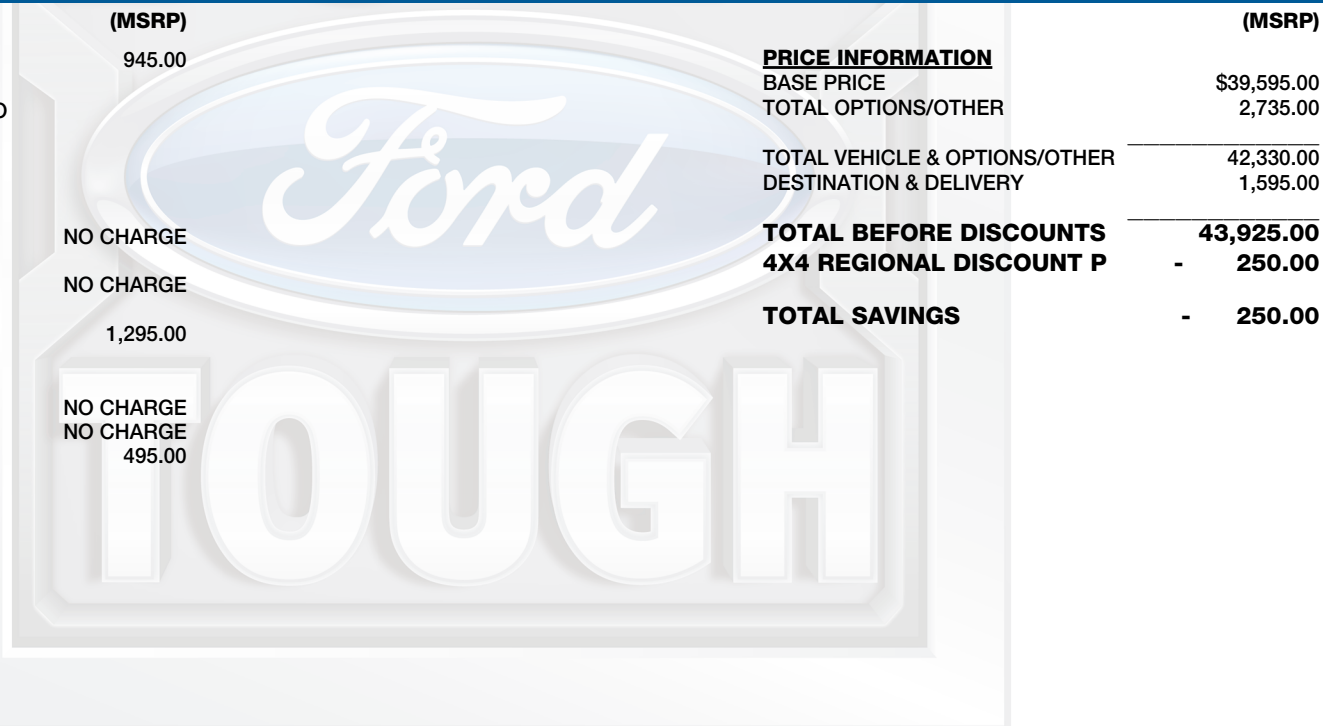 (MSRP)
945.00
NO CHARGE
NO CHARGE
1,295.00
NO CHARGE
NO CHARGE
495.00
Ford
TOUGH
(MSRP)
PRICE INFORMATION
BASE PRICE $39,595.00
TOTAL OPTIONS/OTHER 2,735.00
TOTAL VEHICLE & OPTIONS/OTHER 42,330.00
DESTINATION & DELIVERY 1,595.00
TOTAL BEFORE DISCOUNTS 43,925.00
4X4 REGIONAL DISCOUNT P - 250.00
TOTAL SAVINGS - 250.00